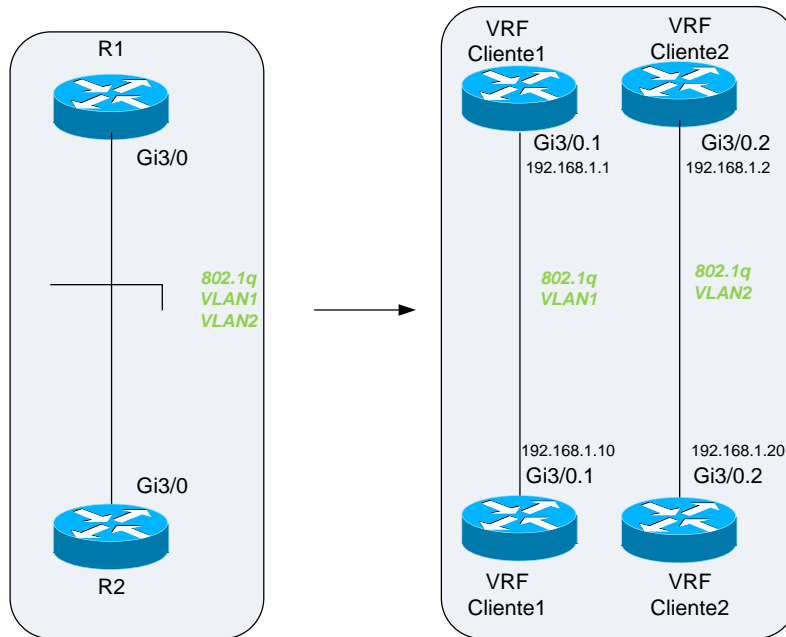 R1
Gi3/0
802.1q
VLAN1
VLAN2
Gi3/0
R2
VRF
Cliente1
VRF
Cliente2
Gi3/0.1
192.168.1.1
Gi3/0.2
192.168.1.2
802.1q
VLAN1
802.1q
VLAN2
192.168.1.10
Gi3/0.1
192.168.1.20
Gi3/0.2
VRF
Cliente1
VRF
Cliente2